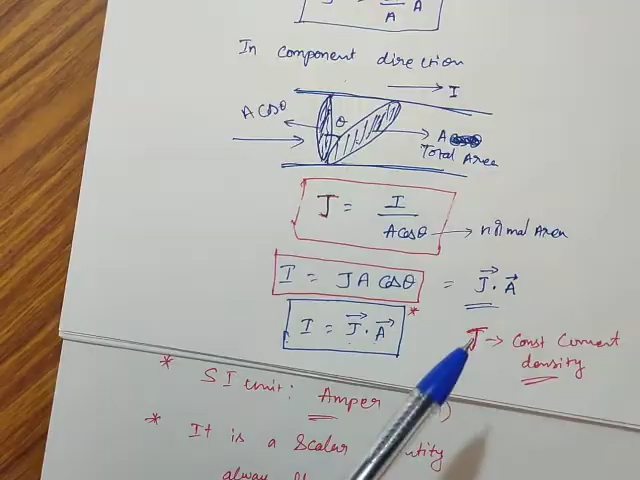 J = I/A A
In component direction
→ I
A cosθ
θ
→ A
Total Area
J = I / A cosθ → normal Area
I = J A cosθ = J⃗ . A⃗
I = J⃗ . A⃗ *
J → Const Current
density
* SI unit: Amper )
* It is a Scalar
always